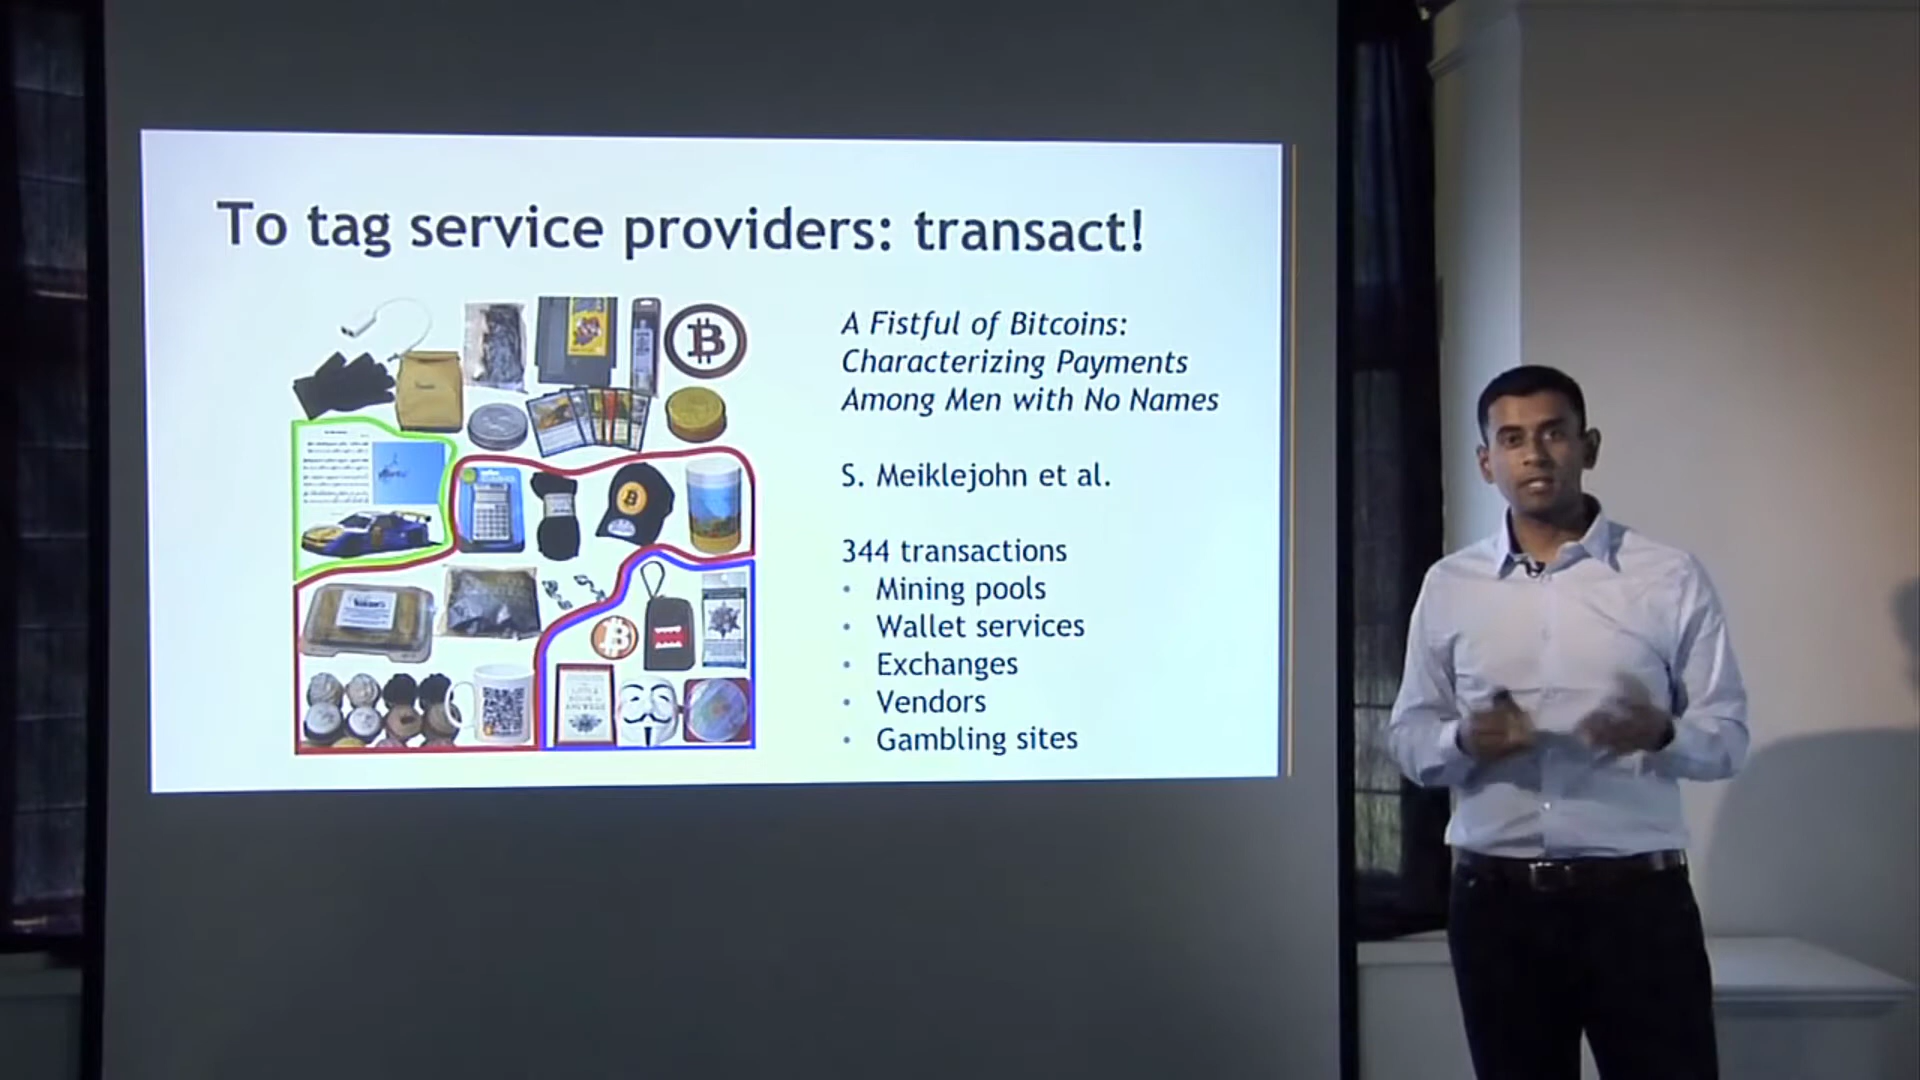 To tag service providers: transact!
A Fistful of Bitcoins:
Characterizing Payments
Among Men with No Names
S. Meiklejohn et al.
344 transactions
• Mining pools
• Wallet services
• Exchanges
• Vendors
• Gambling sites